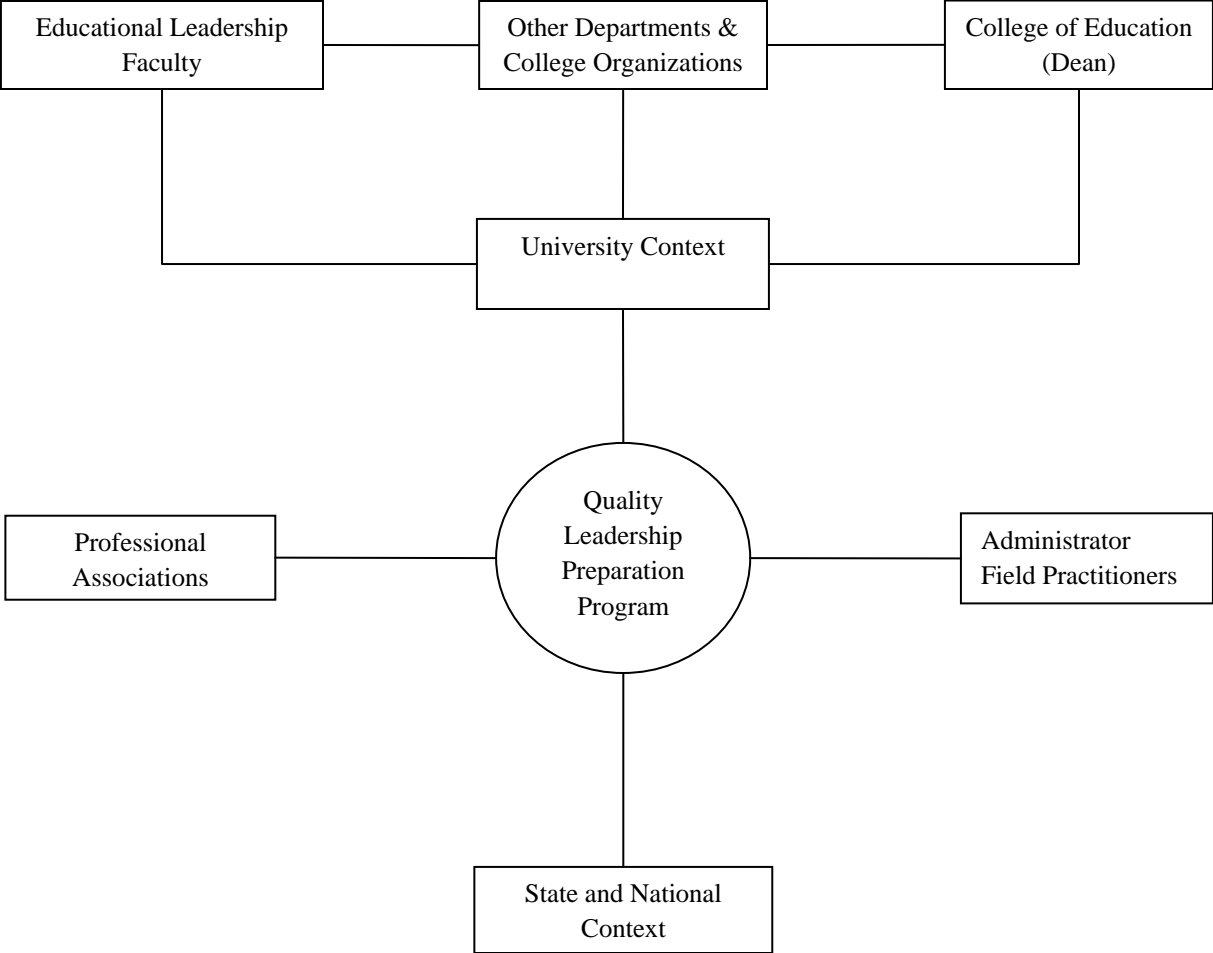 Educational Leadership
Faculty
Other Departments &
College Organizations
College of Education
(Dean)
University Context
Quality
Leadership
Preparation
Program
Professional
Associations
Administrator
Field Practitioners
State and National
Context